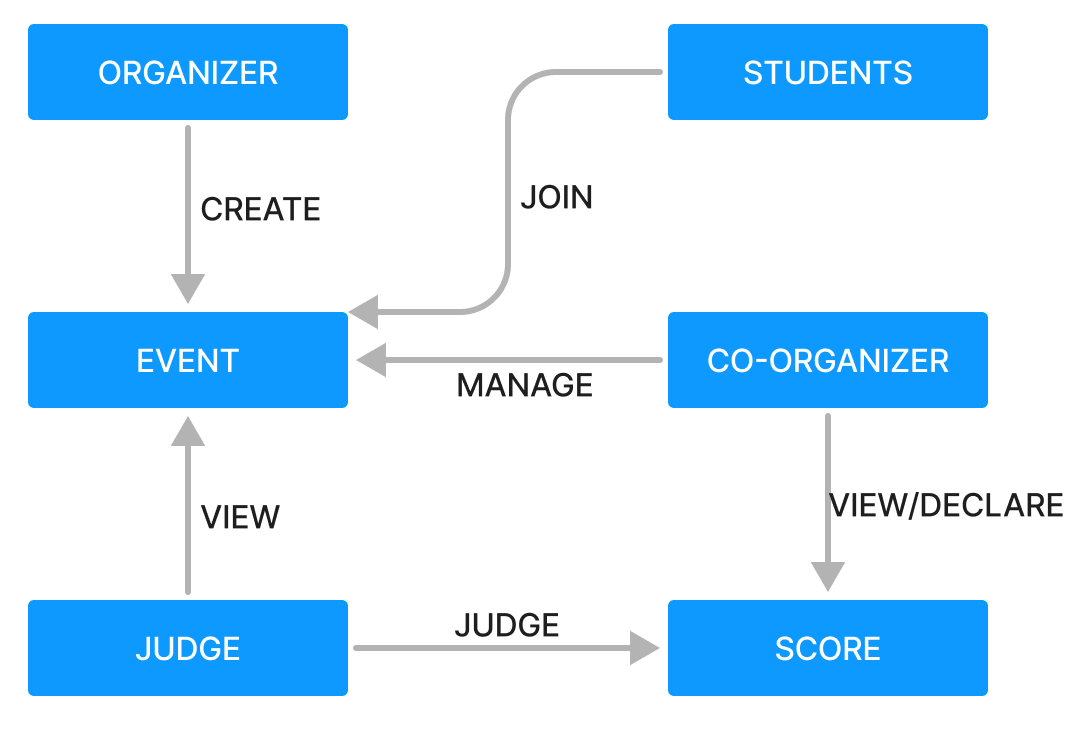 ORGANIZER
STUDENTS
CREATE
JOIN
EVENT
CO-ORGANIZER
MANAGE
VIEW
VIEW/DECLARE
JUDGE
JUDGE
SCORE